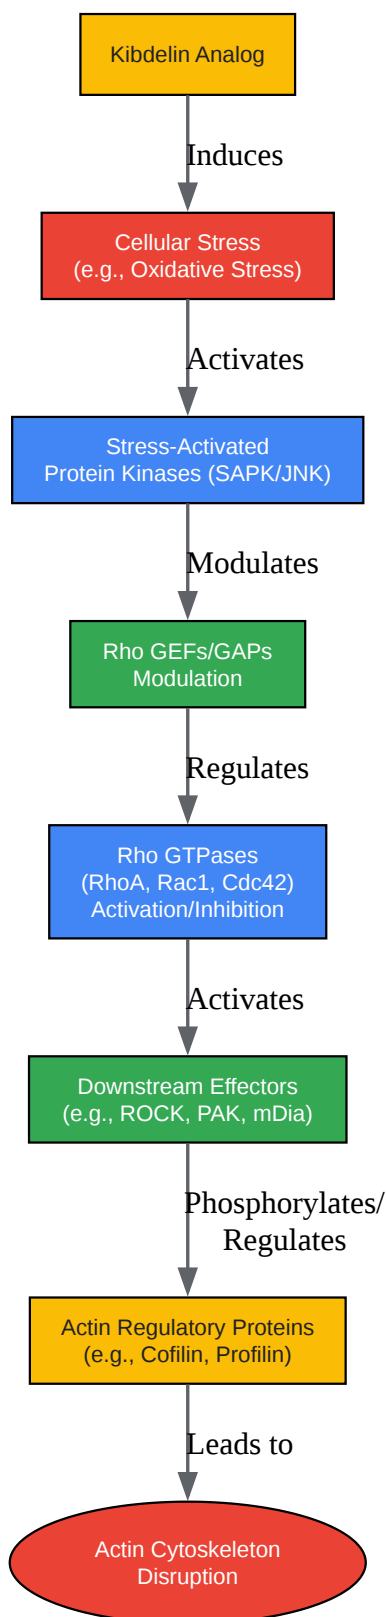 Kibdelin Analog
Induces
Cellular Stress
(e.g., Oxidative Stress)
Activates
Stress-Activated
Protein Kinases (SAPK/JNK)
Modulates
Rho GEFs/GAPs
Modulation
Regulates
Rho GTPases
(RhoA, Rac1, Cdc42)
Activation/Inhibition
Activates
Downstream Effectors
(e.g., ROCK, PAK, mDia)
Phosphorylates/
Regulates
Actin Regulatory Proteins
(e.g., Cofilin, Profilin)
Leads to
Actin Cytoskeleton
Disruption